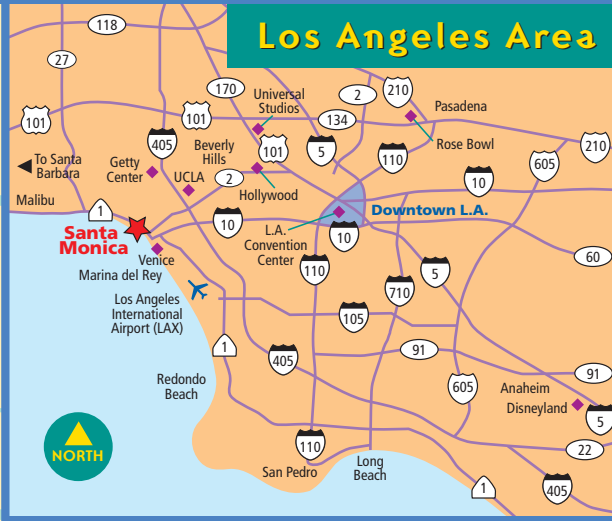 Los Angeles Area
118
27
170
Universal
Studios
2
210
Pasadena
101
101
134
405
Beverly
Hills
101
5
110
Rose Bowl
210
605
To Santa
Barbara
Getty
Center
UCLA
2
Hollywood
10
Malibu
1
Santa
Monica
10
L.A.
Convention
Center
10
Downtown L.A.
Venice
Marina del Rey
110
5
60
710
Los Angeles
International
Airport (LAX)
105
1
405
91
91
Redondo
Beach
605
Anaheim
Disneyland
5
NORTH
110
22
San Pedro
Long
Beach
1
405